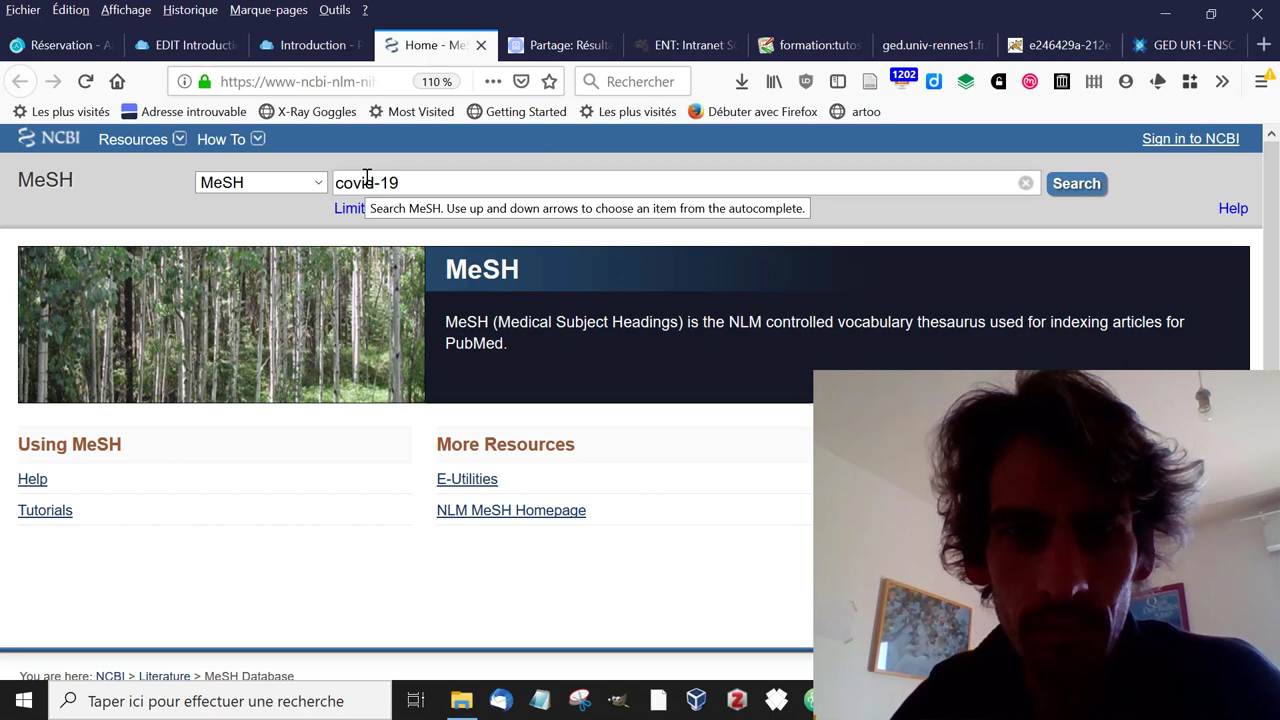 Fichier Édition Affichage Historique Marque-pages Outils ?
Réservation - A EDIT Introducti Introduction - P Home - Me Partage: Résulta ENT: Intranet SC formation:tutos ged.univ-rennes1.fr e246429a-212e GED UR1-ENSC
https://www-ncbi-nlm-nih 110 % Rechercher 1202
Les plus visités Adresse introuvable X-Ray Goggles Most Visited Getting Started Les plus visités Débuter avec Firefox artoo
NCBI Resources How To Sign in to NCBI
MeSH MeSH covid-19 Search
Limit Search MeSH. Use up and down arrows to choose an item from the autocomplete. Help
MeSH
MeSH (Medical Subject Headings) is the NLM controlled vocabulary thesaurus used for indexing articles for
PubMed.
Using MeSH More Resources
Help E-Utilities
Tutorials NLM MeSH Homepage
You are here: NCBI > Literature > MeSH Database
Taper ici pour effectuer une recherche